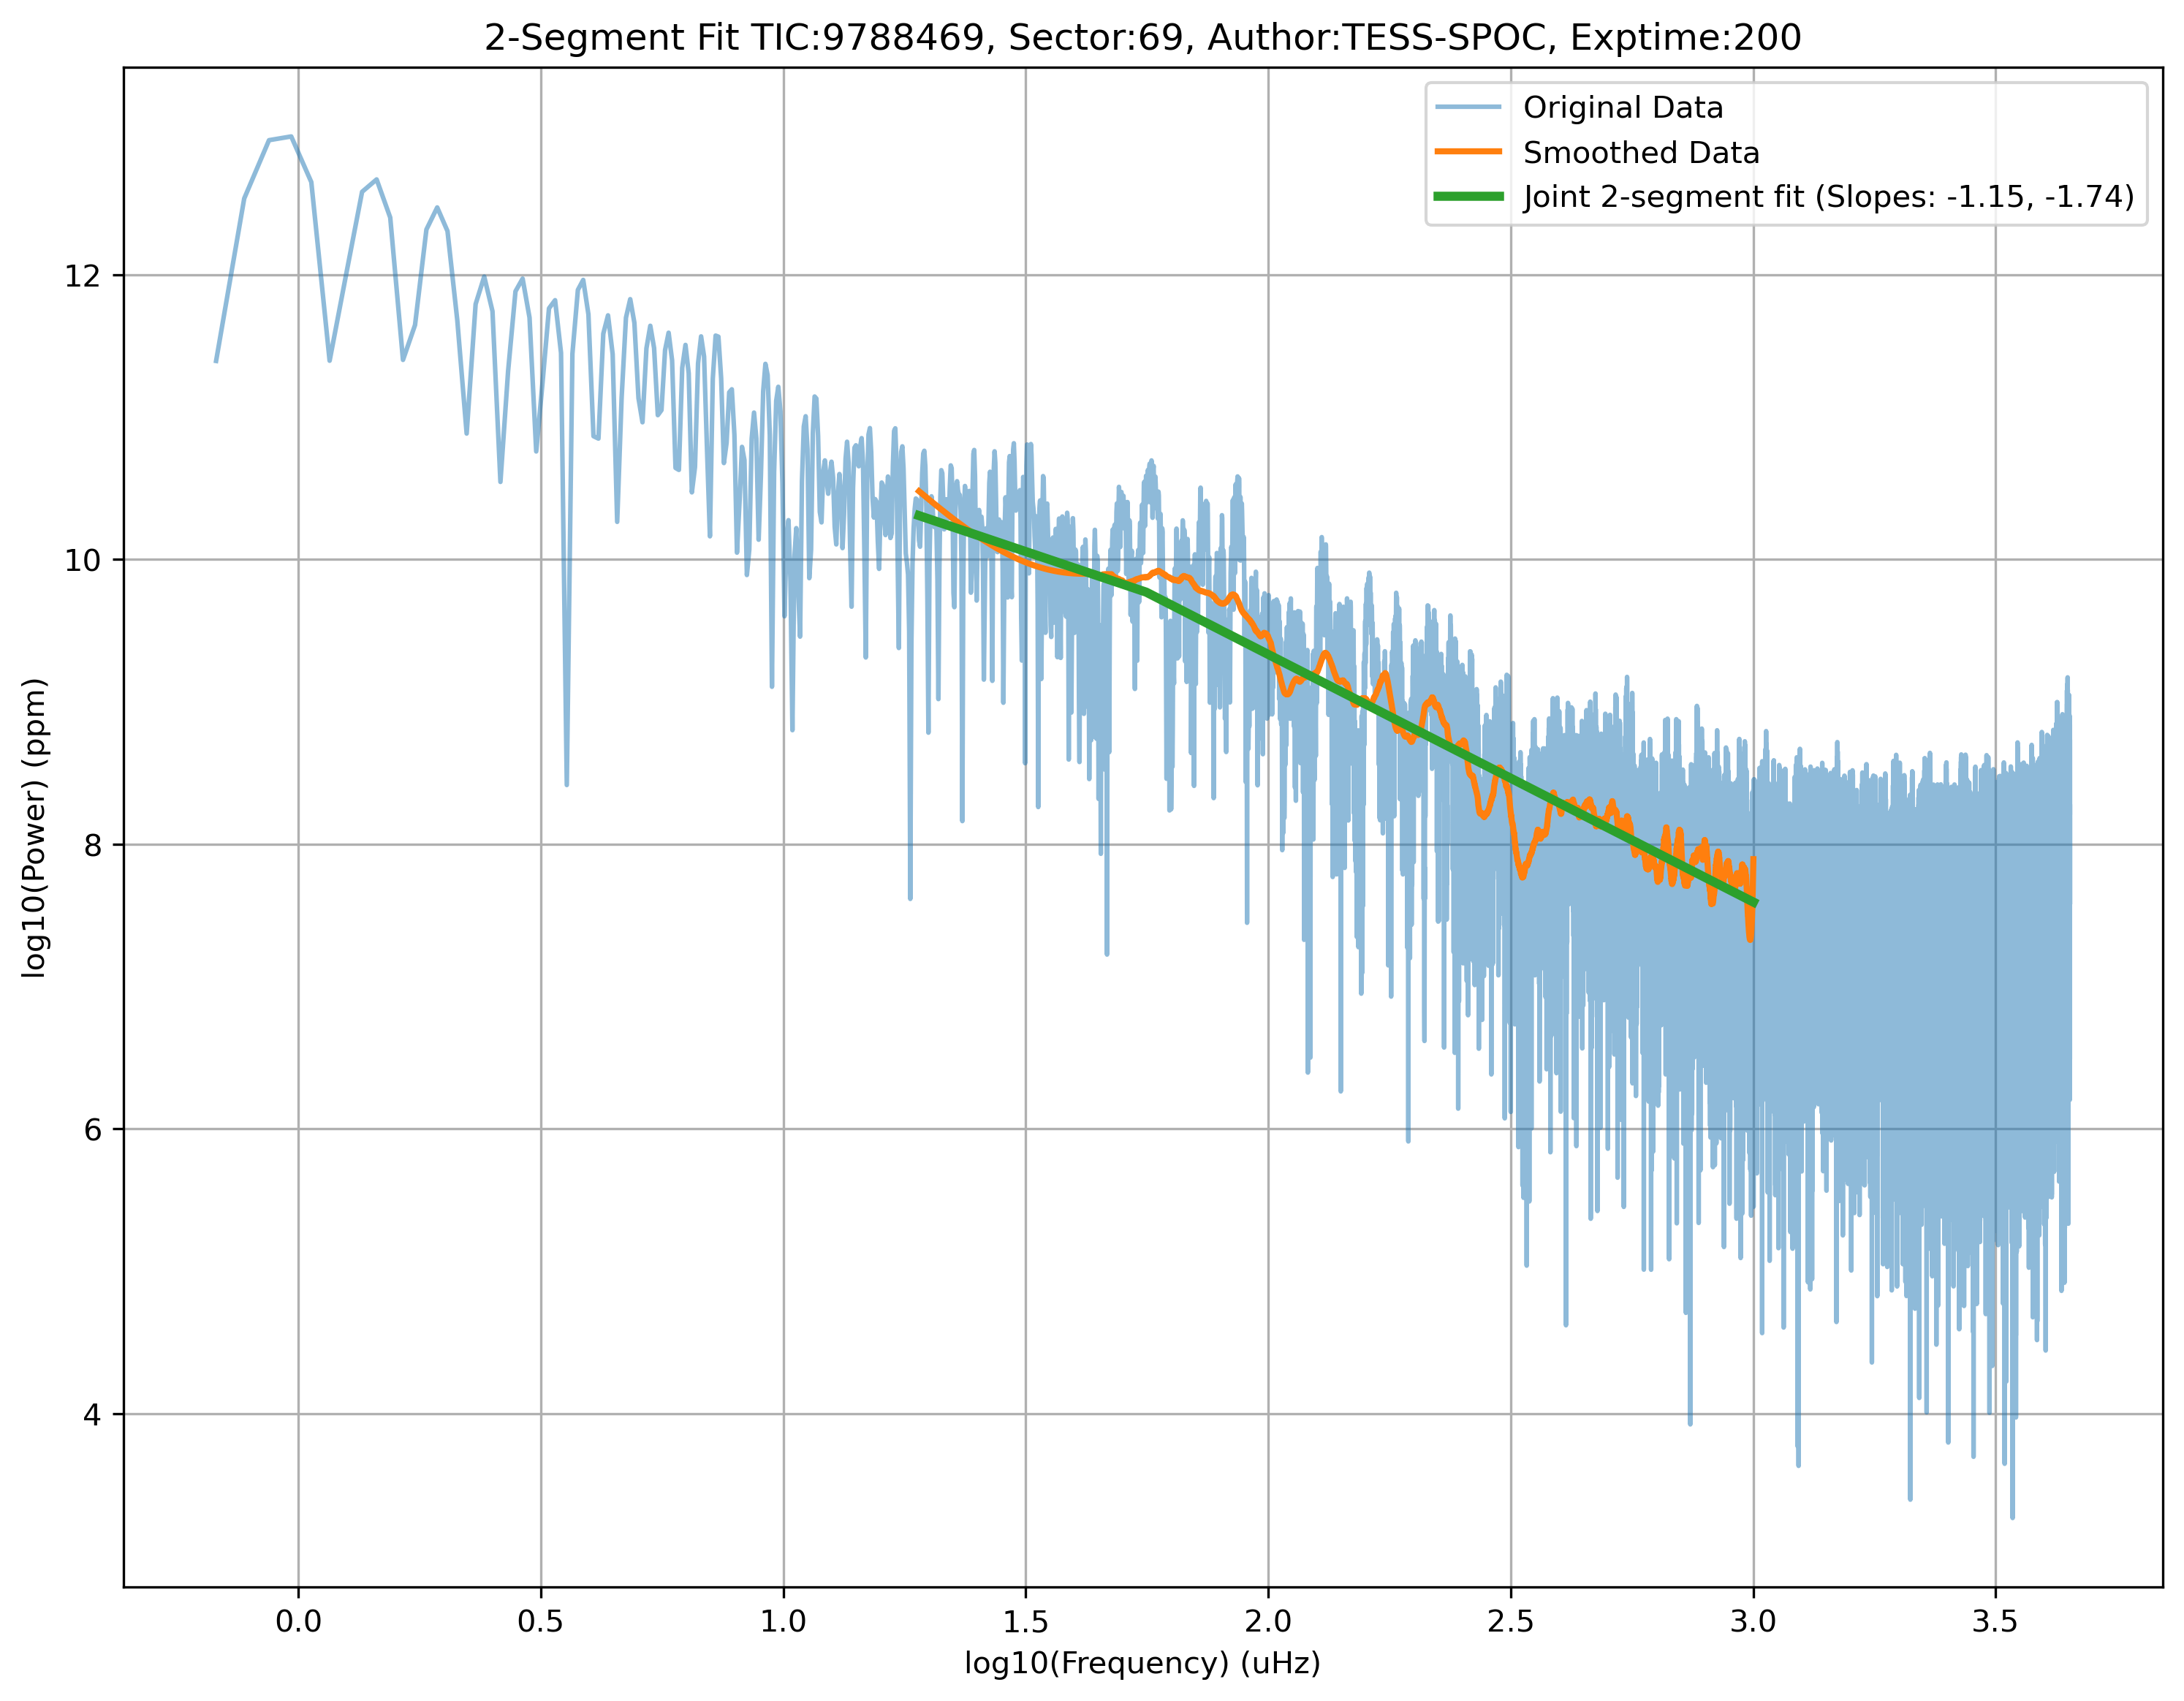 2-Segment Fit TIC:9788469, Sector:69, Author:TESS-SPOC, Exptime:200
Original Data
Smoothed Data
Joint 2-segment fit (Slopes: -1.15, -1.74)
log10(Power) (ppm)
12
10
8
6
4
0.0 0.5 1.0 1.5 2.0 2.5 3.0 3.5
log10(Frequency) (uHz)